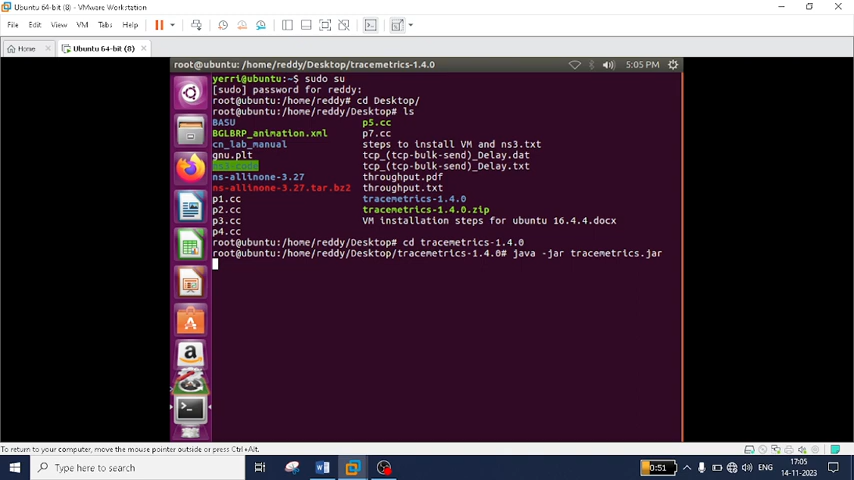 Ubuntu 64-bit (8) - VMware Workstation
File Edit View VM Tabs Help
Home Ubuntu 64-bit (8)
root@ubuntu: /home/reddy/Desktop/tracemetrics-1.4.0 5:05 PM
yerri@ubuntu:~$ sudo su
[sudo] password for reddy:
root@ubuntu:/home/reddy# cd Desktop/
root@ubuntu:/home/reddy/Desktop# ls
BASU p5.cc
BGLBRP_animation.xml p7.cc
cn_lab_manual steps to install VM and ns3.txt
gnu.plt tcp_(tcp-bulk-send)_Delay.dat
tcp_(tcp-bulk-send)_Delay.txt
ns-allinone-3.27 throughput.pdf
ns-allinone-3.27.tar.bz2 throughput.txt
p1.cc tracemetrics-1.4.0
p2.cc tracemetrics-1.4.0.zip
p3.cc VM installation steps for ubuntu 16.4.4.docx
p4.cc
root@ubuntu:/home/reddy/Desktop# cd tracemetrics-1.4.0
root@ubuntu:/home/reddy/Desktop/tracemetrics-1.4.0# java -jar tracemetrics.jar
To return to your computer, move the mouse pointer outside or press Ctrl+Alt.
Type here to search
0:51
ENG
17:05
14-11-2023